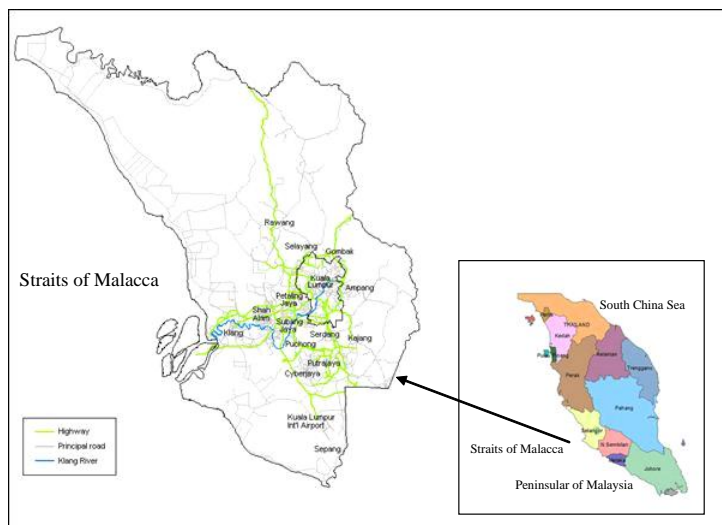 Rawang
Selayang
Gombak
Kuala
Lumpur
Ampang
Straits of Malacca
Petaling
Jaya
Shah
Alam
Subang
Jaya
Klang
Serdang
Kajang
Puchong
Putrajaya
Cyberjaya
Kuala Lumpur
Int'l Airport
Sepang
Highway
Principal road
Klang River
South China Sea
THAILAND
Kedah
Perak
Kelantan
Trengganu
Pahang
Selangor
N.Sembilan
Melaka
Johore
Straits of Malacca
Peninsular of Malaysia